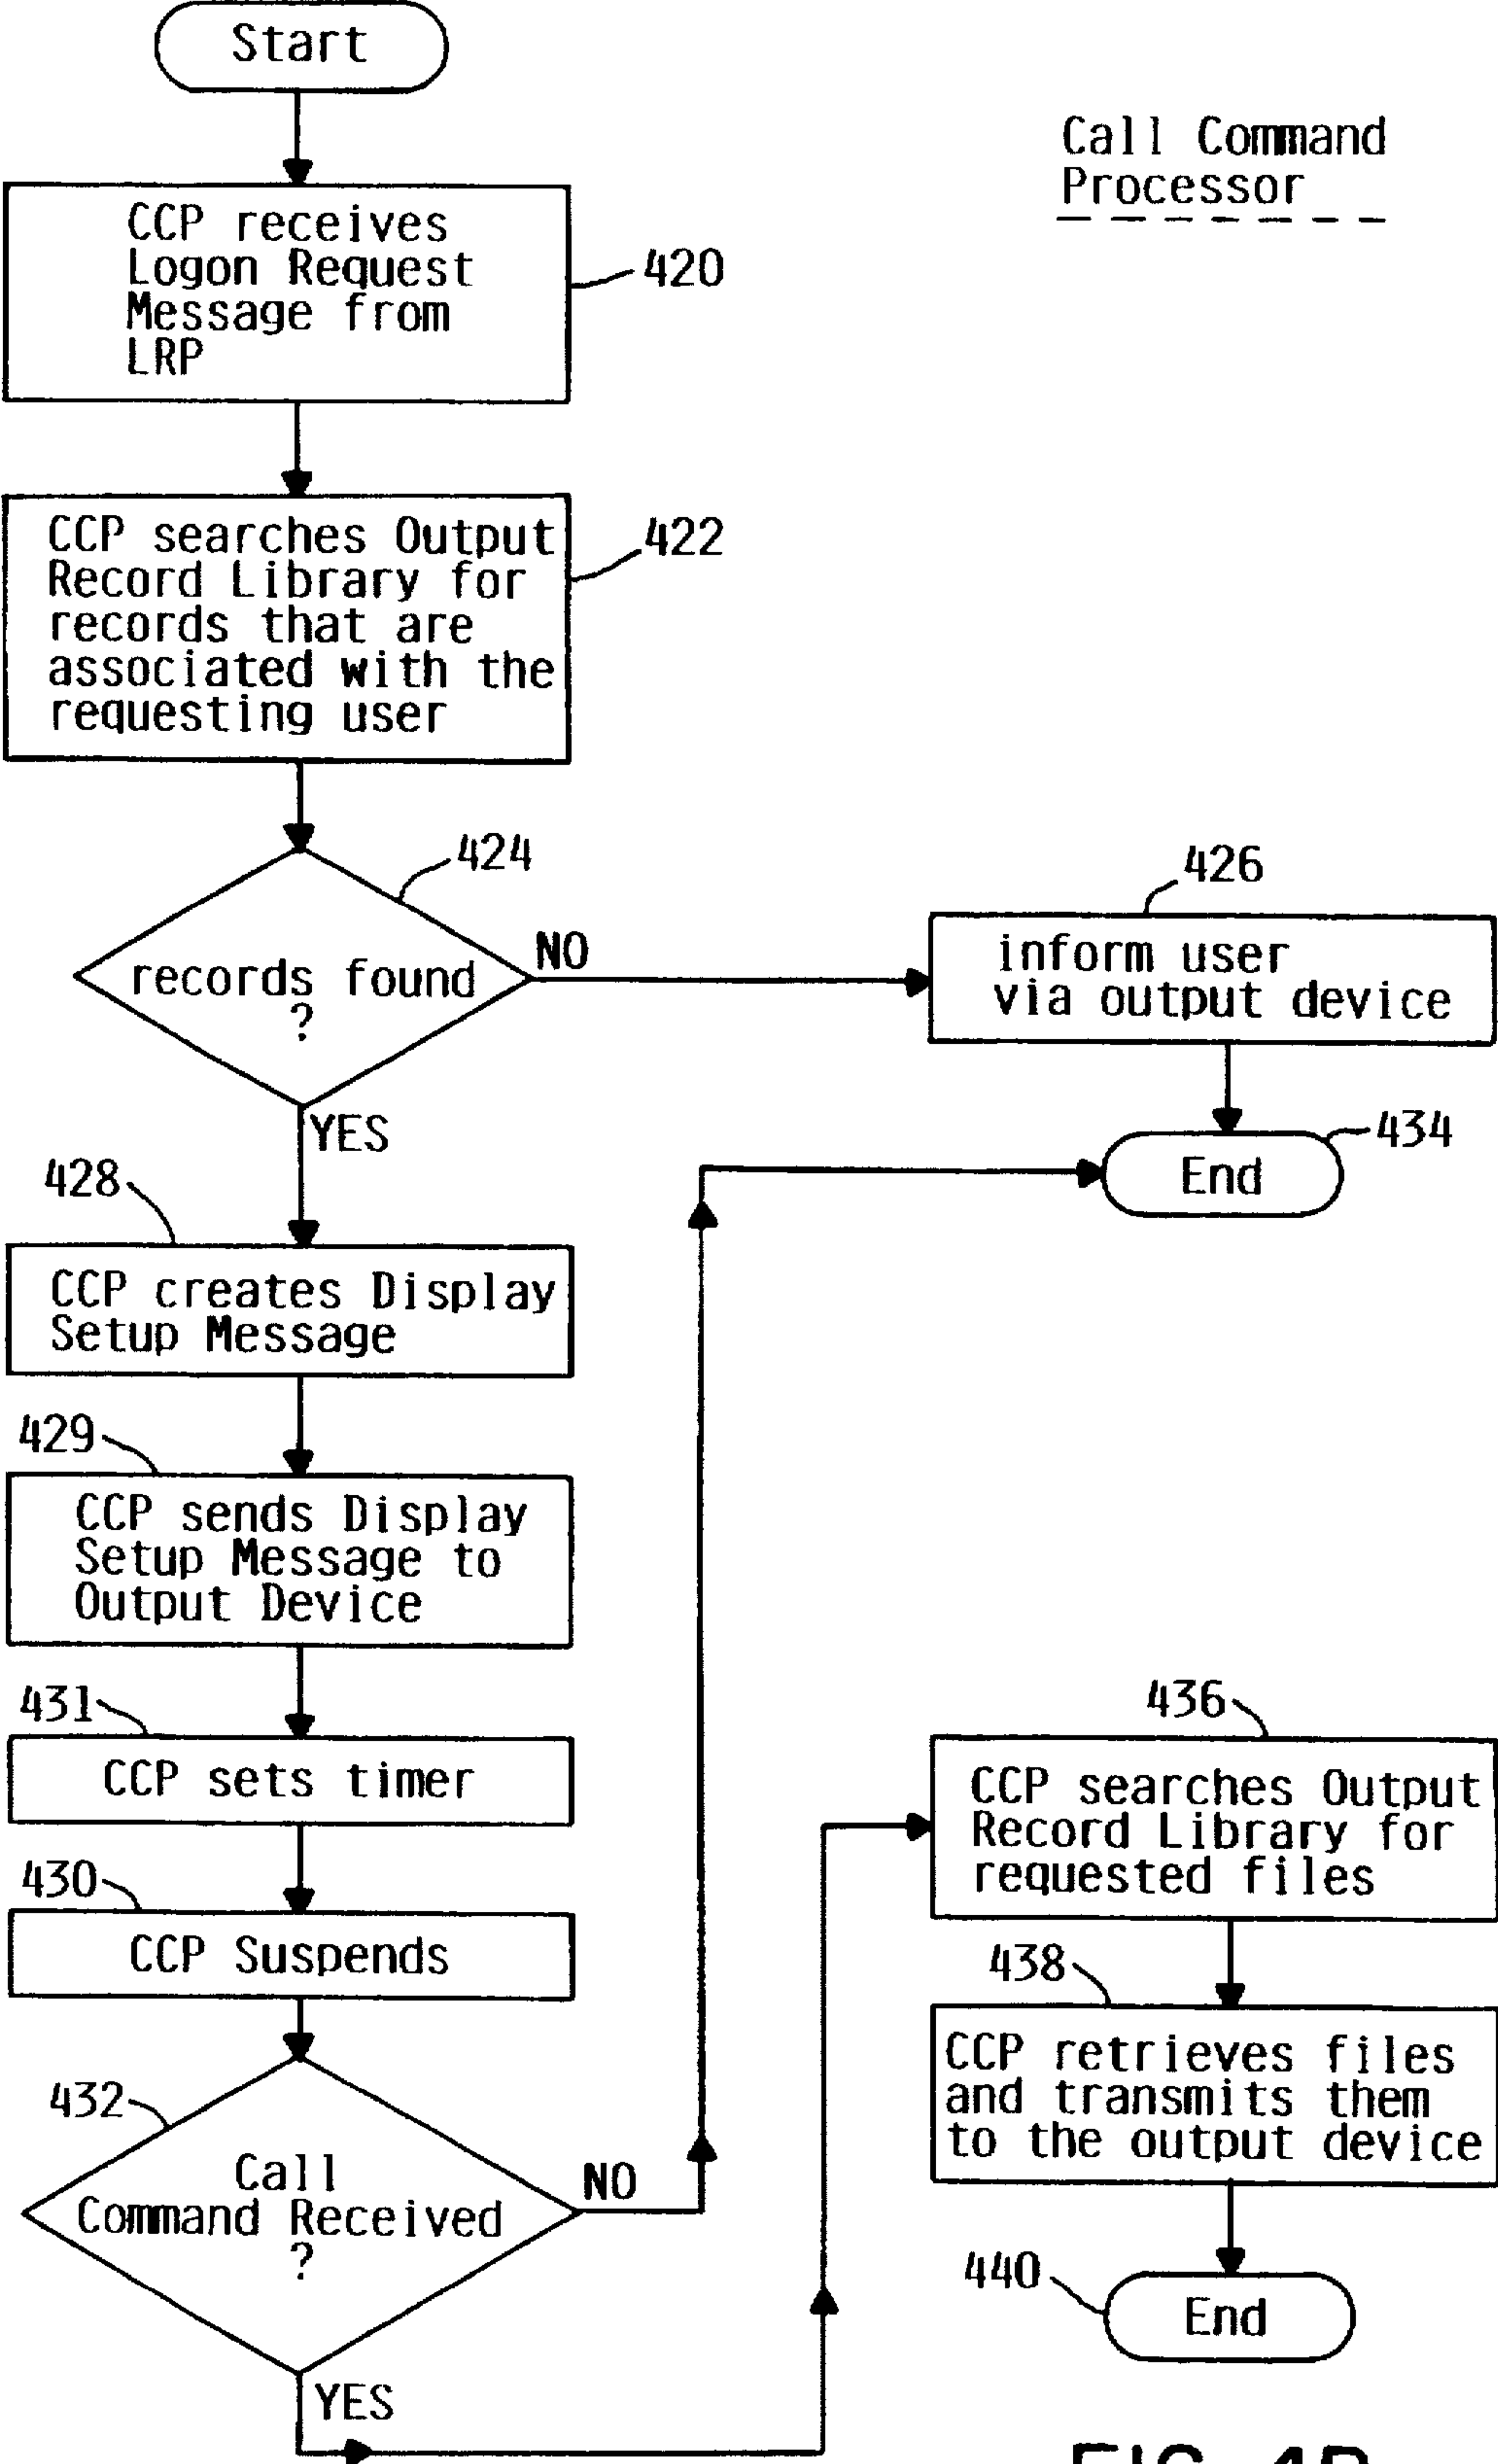 Start
Call Command
Processor
CCP receives
Logon Request
Message from
LRP
420
CCP searches Output
Record Library for
records that are
associated with the
requesting user
422
424
records found
?
NO
YES
426
inform user
via output device
434
End
428
CCP creates Display
Setup Message
429
CCP sends Display
Setup Message to
Output Device
431
CCP sets timer
430
CCP Suspends
432
Call
Command Received
?
NO
YES
436
CCP searches Output
Record Library for
requested files
438
CCP retrieves files
and transmits them
to the output device
440
End